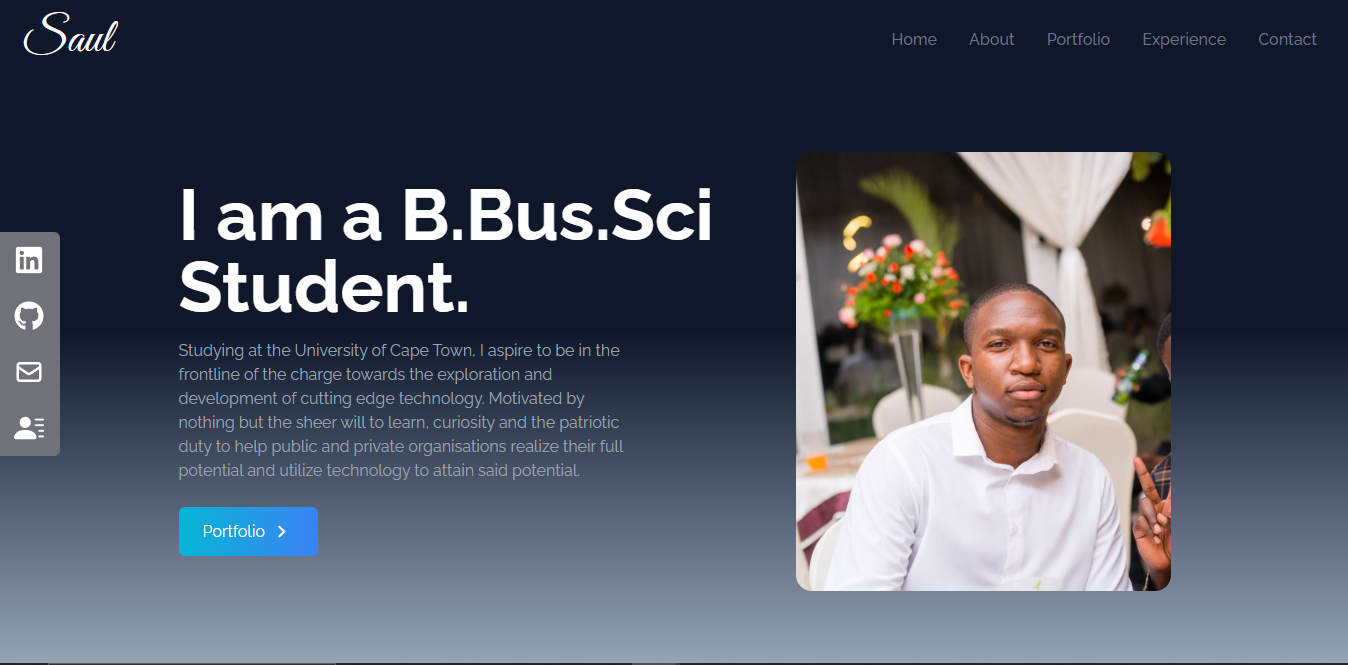 Saul
Home About Portfolio Experience Contact
I am a B.Bus.Sci
Student.
Studying at the University of Cape Town, I aspire to be in the
frontline of the charge towards the exploration and
development of cutting edge technology. Motivated by
nothing but the sheer will to learn, curiosity and the patriotic
duty to help public and private organisations realize their full
potential and utilize technology to attain said potential.
Portfolio
in